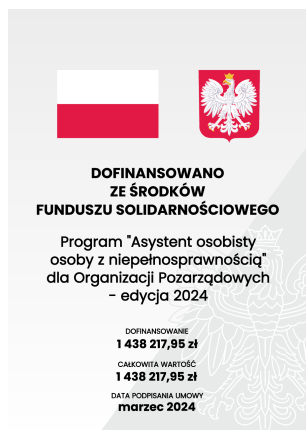 DOFINANSOWANO
ZE ŚRODKÓW
FUNDUSZU SOLIDARNOŚCIOWEGO
Program "Asystent osobisty
osoby z niepełnosprawnością"
dla Organizacji Pozarządowych
- edycja 2024
DOFINANSOWANIE
1 438 217,95 zł
CAŁKOWITA WARTOŚĆ
1 438 217,95 zł
DATA PODPISANIA UMOWY
marzec 2024